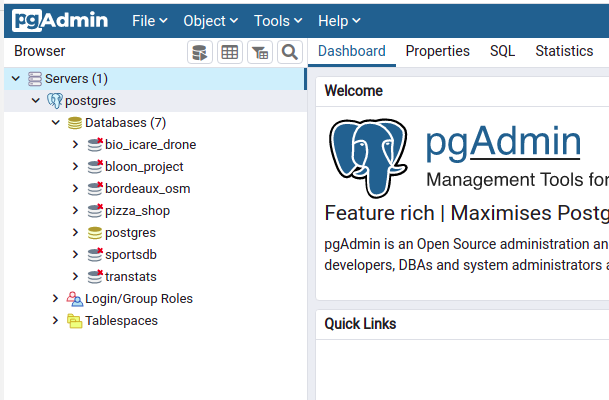 pgAdmin File Object Tools Help
Browser
Dashboard Properties SQL Statistics
Servers (1)
postgres
Databases (7)
bio_icare_drone
bloon_project
bordeaux_osm
pizza_shop
postgres
sportsdb
transtats
Login/Group Roles
Tablespaces
Welcome
pgAdmin
Management Tools for
Feature rich | Maximises Postg
pgAdmin is an Open Source administration an
developers, DBAs and system administrators a
Quick Links